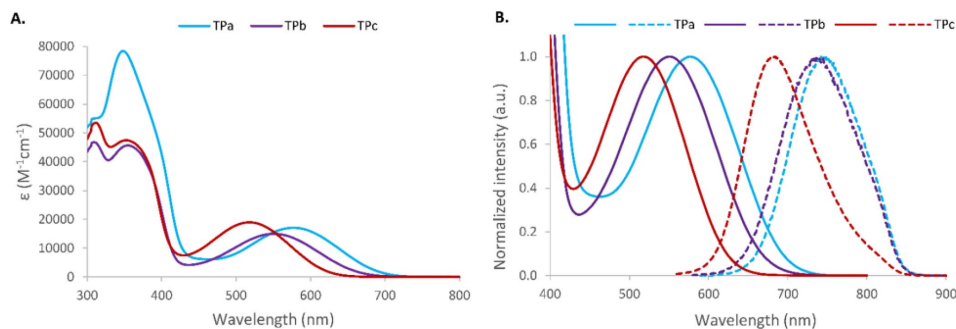 A.
TPa TPb TPc
80000
70000
60000
50000
40000
30000
20000
10000
0
ε (M⁻¹cm⁻¹)
300 400 500 600 700 800
Wavelength (nm)
B.
TPa TPb TPc
1.0
0.8
0.6
0.4
0.2
0.0
Normalized intensity (a.u.)
400 500 600 700 800 900
Wavelength (nm)